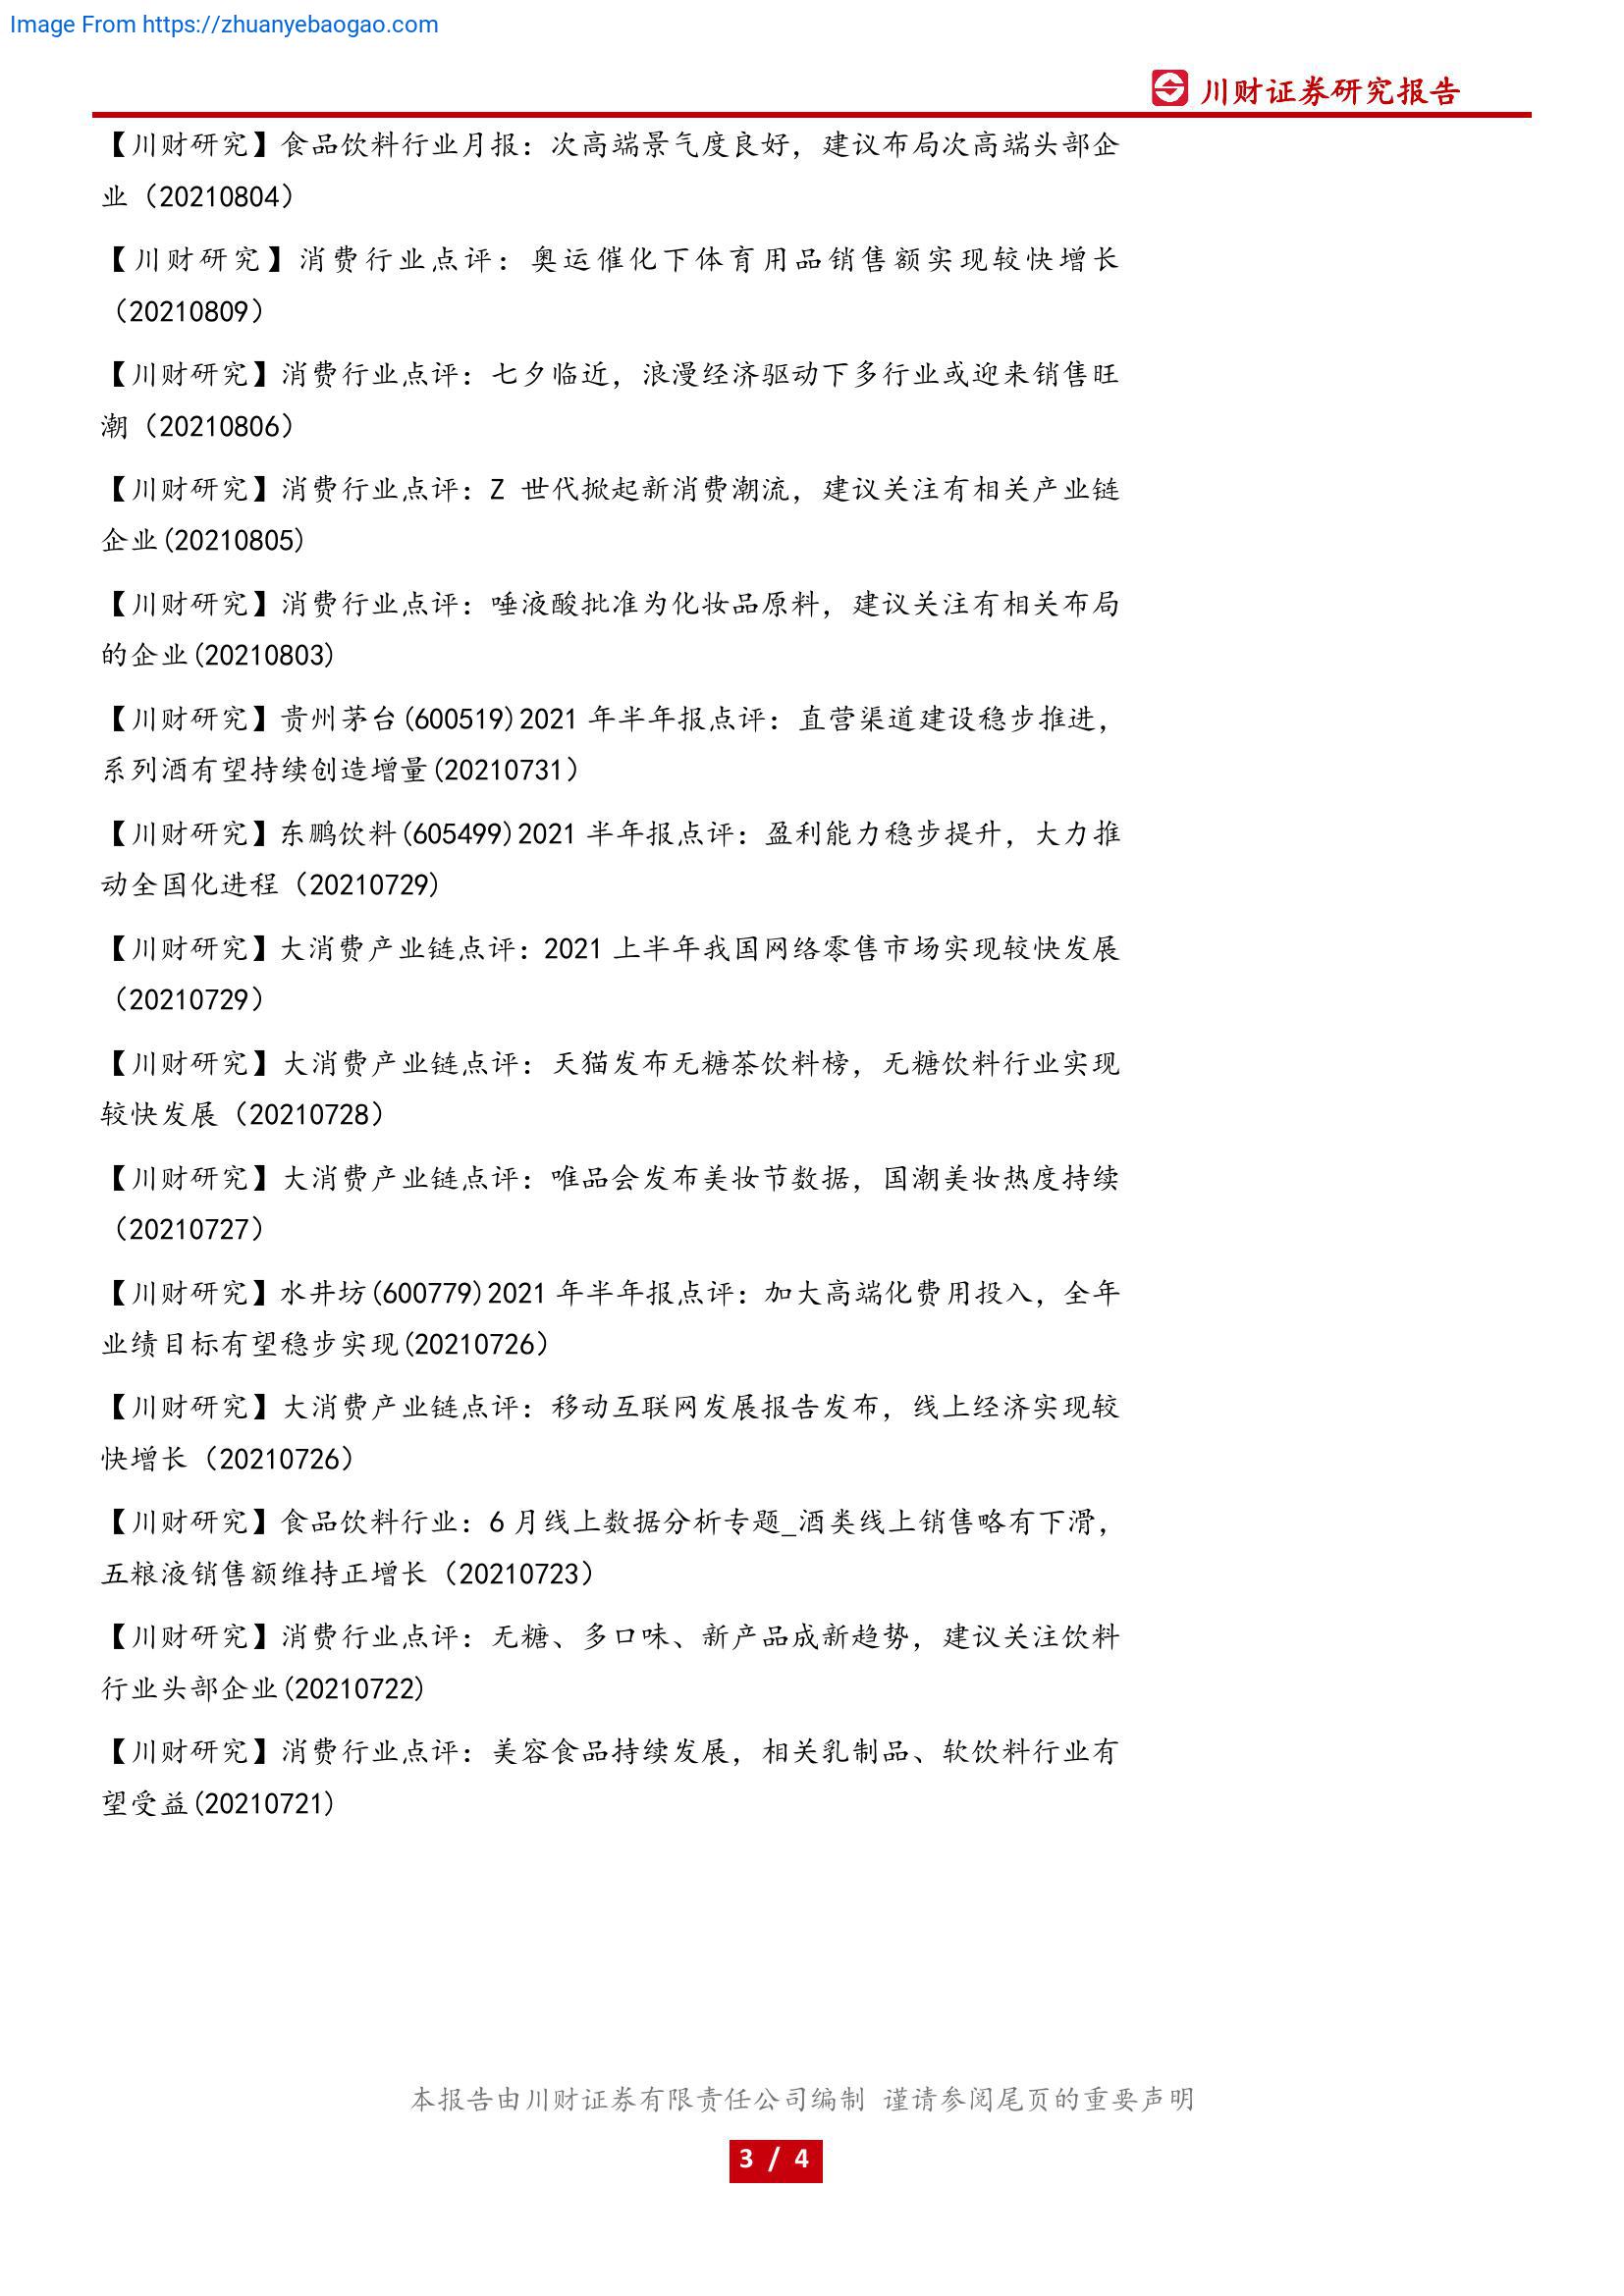 Image From https://zhuanyebaogao.com
川财证券研究报告
【川财研究】食品饮料行业月报：次高端景气度良好，建议布局次高端头部企
业（20210804）
【川财研究】消费行业点评：奥运催化下体育用品销售额实现较快增长
（20210809）
【川财研究】消费行业点评：七夕临近，浪漫经济驱动下多行业或迎来销售旺
潮（20210806）
【川财研究】消费行业点评：Z 世代掀起新消费潮流，建议关注有相关产业链
企业(20210805)
【川财研究】消费行业点评：唾液酸批准为化妆品原料，建议关注有相关布局
的企业(20210803)
【川财研究】贵州茅台(600519)2021 年半年报点评：直营渠道建设稳步推进，
系列酒有望持续创造增量(20210731）
【川财研究】东鹏饮料(605499)2021 半年报点评：盈利能力稳步提升，大力推
动全国化进程（20210729)
【川财研究】大消费产业链点评：2021 上半年我国网络零售市场实现较快发展
（20210729）
【川财研究】大消费产业链点评：天猫发布无糖茶饮料榜，无糖饮料行业实现
较快发展（20210728）
【川财研究】大消费产业链点评：唯品会发布美妆节数据，国潮美妆热度持续
（20210727）
【川财研究】水井坊(600779)2021 年半年报点评：加大高端化费用投入，全年
业绩目标有望稳步实现(20210726）
【川财研究】大消费产业链点评：移动互联网发展报告发布，线上经济实现较
快增长（20210726）
【川财研究】食品饮料行业：6 月线上数据分析专题_酒类线上销售略有下滑，
五粮液销售额维持正增长（20210723）
【川财研究】消费行业点评：无糖、多口味、新产品成新趋势，建议关注饮料
行业头部企业(20210722)
【川财研究】消费行业点评：美容食品持续发展，相关乳制品、软饮料行业有
望受益(20210721)
本报告由川财证券有限责任公司编制 谨请参阅尾页的重要声明
3 / 4